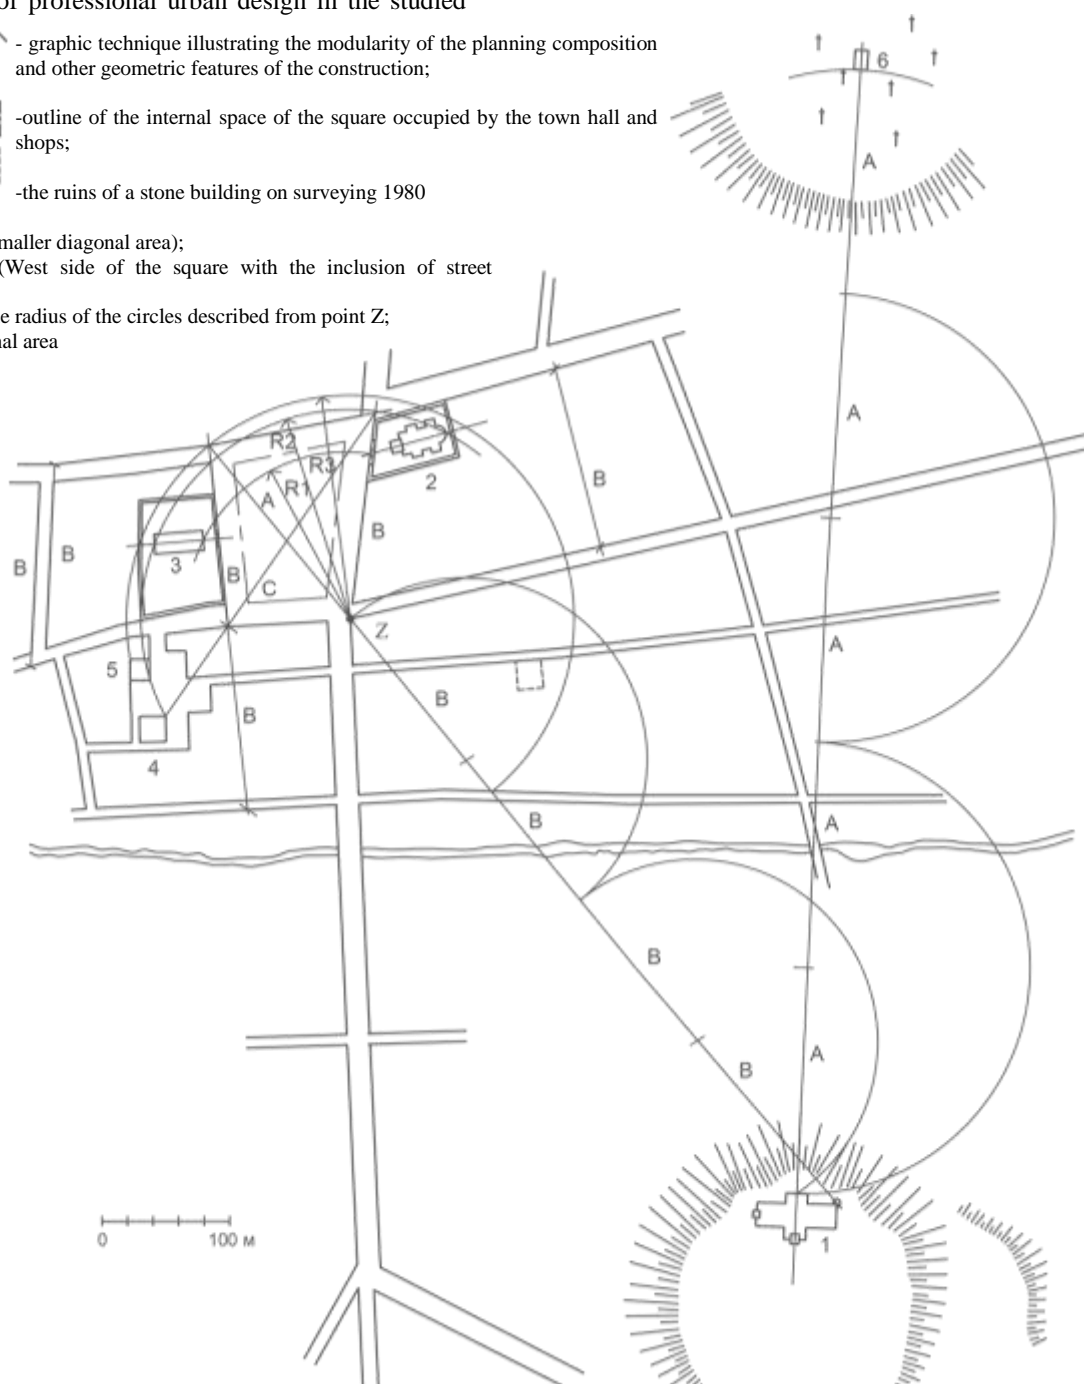 of professional urban design in the studied
- graphic technique illustrating the modularity of the planning composition
and other geometric features of the construction;
-outline of the internal space of the square occupied by the town hall and
shops;
-the ruins of a stone building on surveying 1980
maller diagonal area);
(West side of the square with the inclusion of street
e radius of the circles described from point Z;
nal area
6
A
A
R2
R3
A
R1
2
B
B
B
B
3
B
C
B
Z
A
5
B
B
4
B
A
B
A
B
0
100 м
1